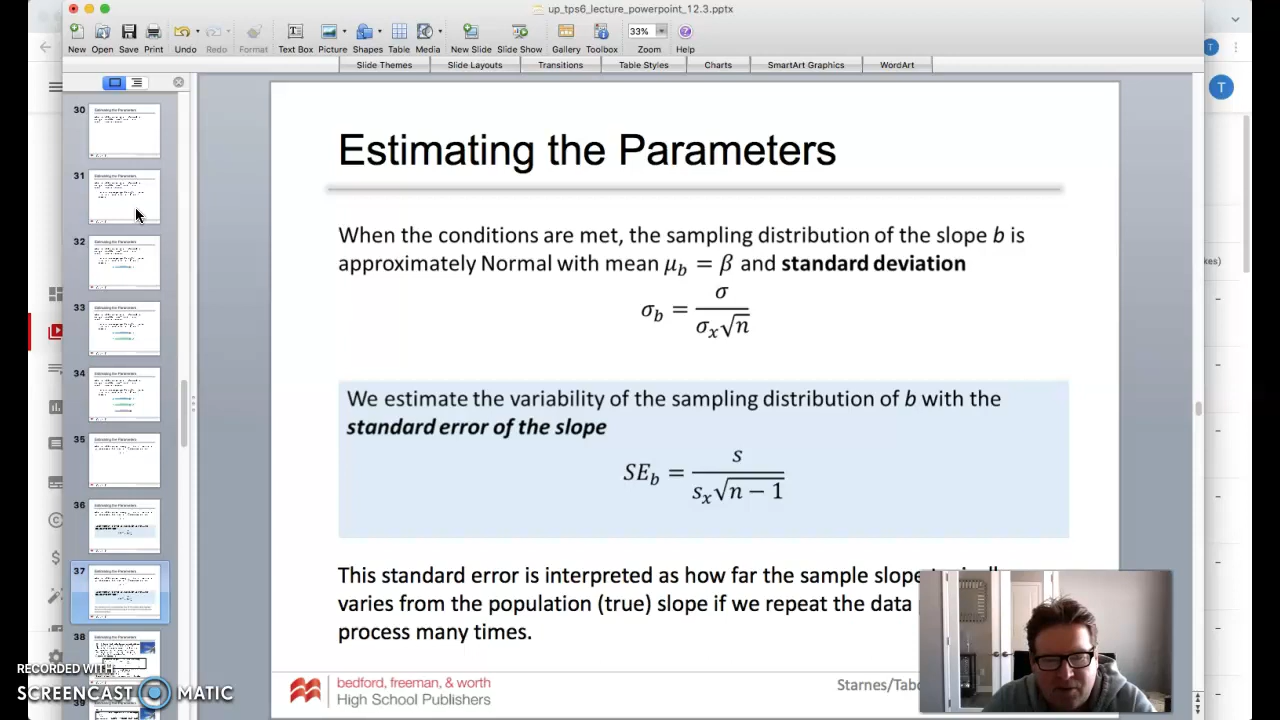 up_tps6_lecture_powerpoint_12.3.pptx
New Open Save Print Undo Redo Format Text Box Picture Shapes Table Media New Slide Slide Show Gallery Toolbox 33% Zoom Help
Slide Themes Slide Layouts Transitions Table Styles Charts SmartArt Graphics WordArt
30
31
32
33
34
35
36
37
38
39
Estimating the Parameters
When the conditions are met, the sampling distribution of the slope b is
approximately Normal with mean μ_b = β and standard deviation
σ_b = σ / (σ_x√n)
We estimate the variability of the sampling distribution of b with the
standard error of the slope
SE_b = s / (s_x√(n − 1))
This standard error is interpreted as how far the sample slope
varies from the population (true) slope if we repeat the data
process many times.
bedford, freeman, & worth
High School Publishers
Starnes/Tabo
T
T
RECORDED WITH
SCREENCAST MATIC